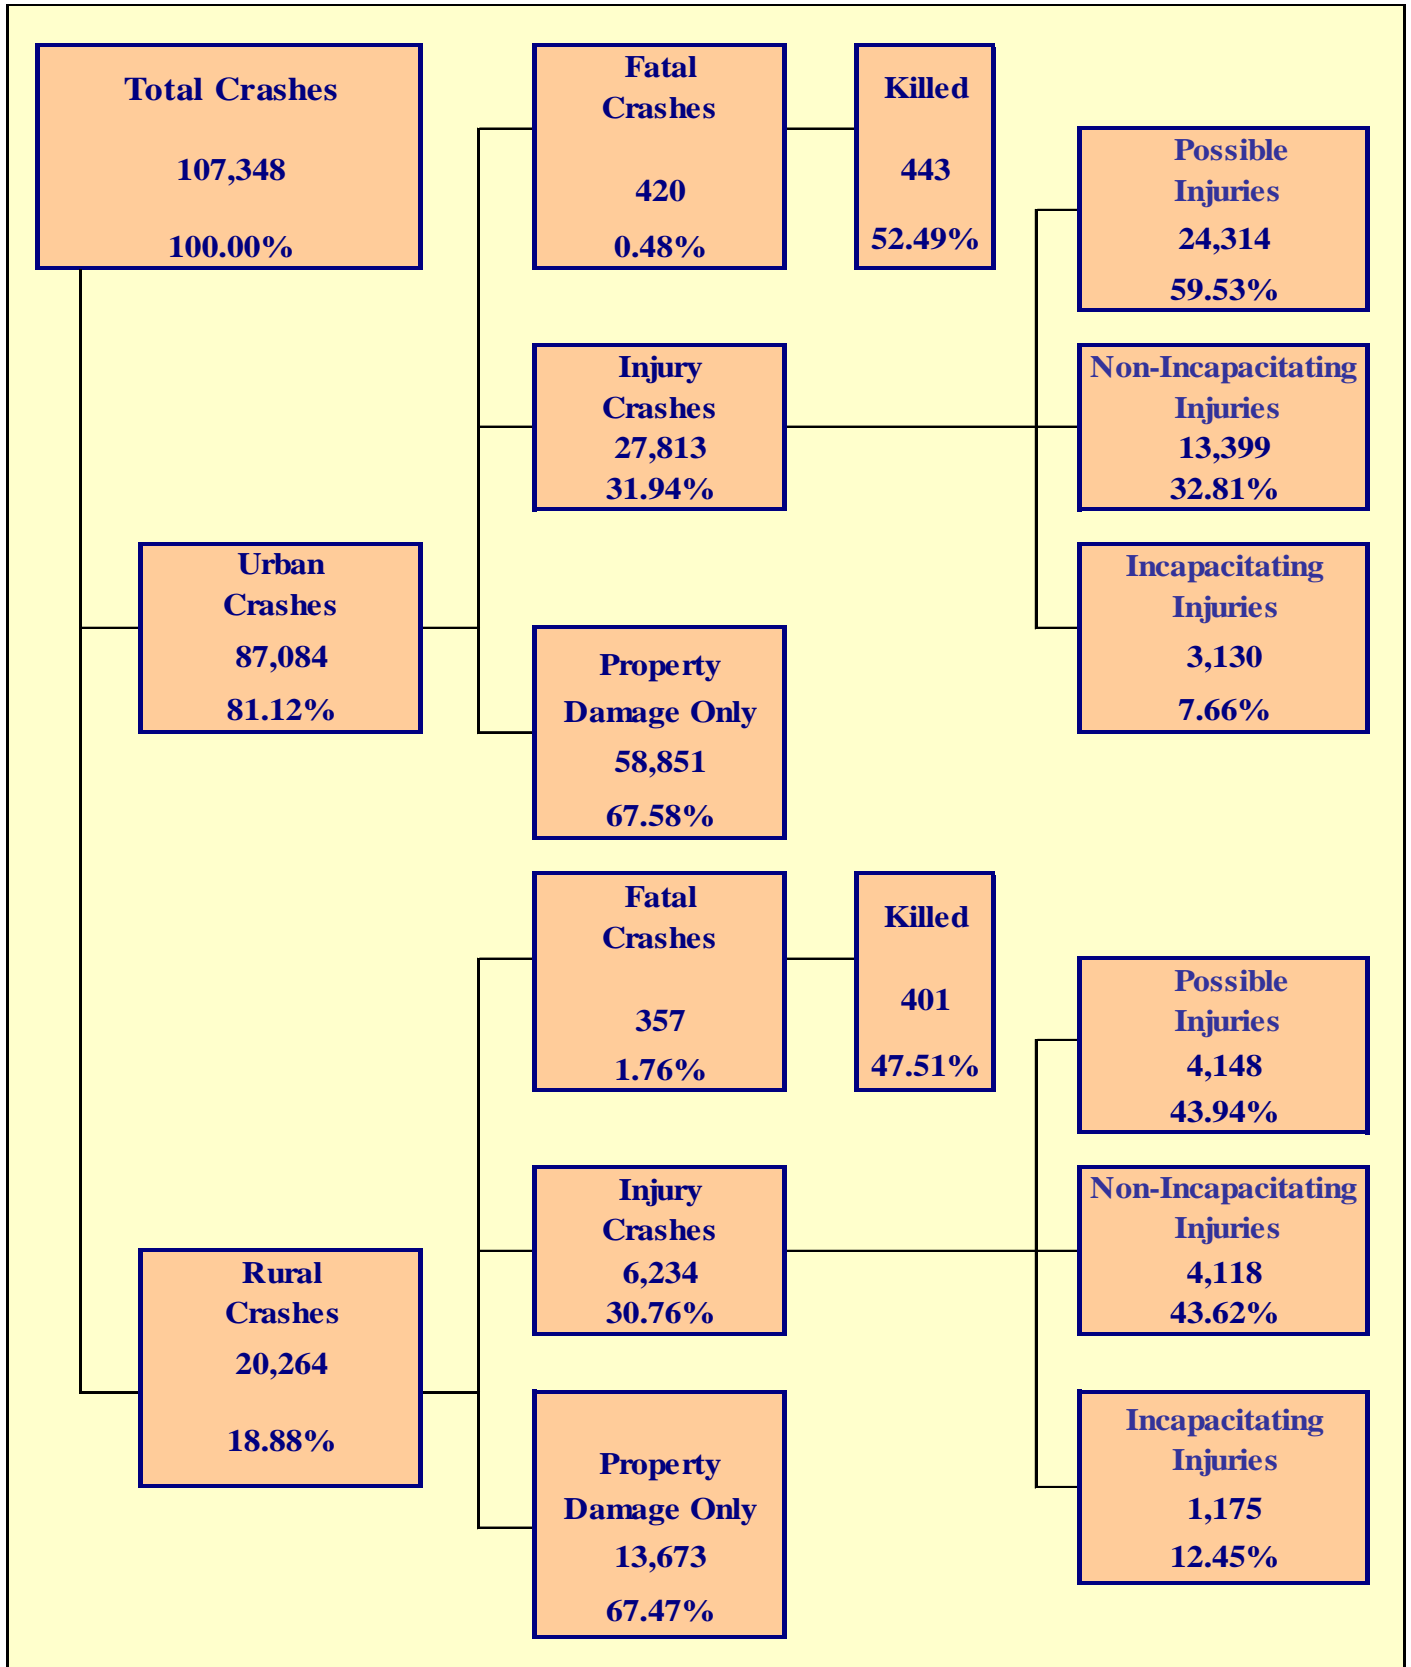 Total Crashes
107,348
100.00%
Fatal
Crashes
420
0.48%
Killed
443
52.49%
Possible
Injuries
24,314
59.53%
Injury
Crashes
27,813
31.94%
Non-Incapacitating
Injuries
13,399
32.81%
Urban
Crashes
87,084
81.12%
Incapacitating
Injuries
3,130
7.66%
Property
Damage Only
58,851
67.58%
Fatal
Crashes
357
1.76%
Killed
401
47.51%
Possible
Injuries
4,148
43.94%
Injury
Crashes
6,234
30.76%
Non-Incapacitating
Injuries
4,118
43.62%
Rural
Crashes
20,264
18.88%
Incapacitating
Injuries
1,175
12.45%
Property
Damage Only
13,673
67.47%